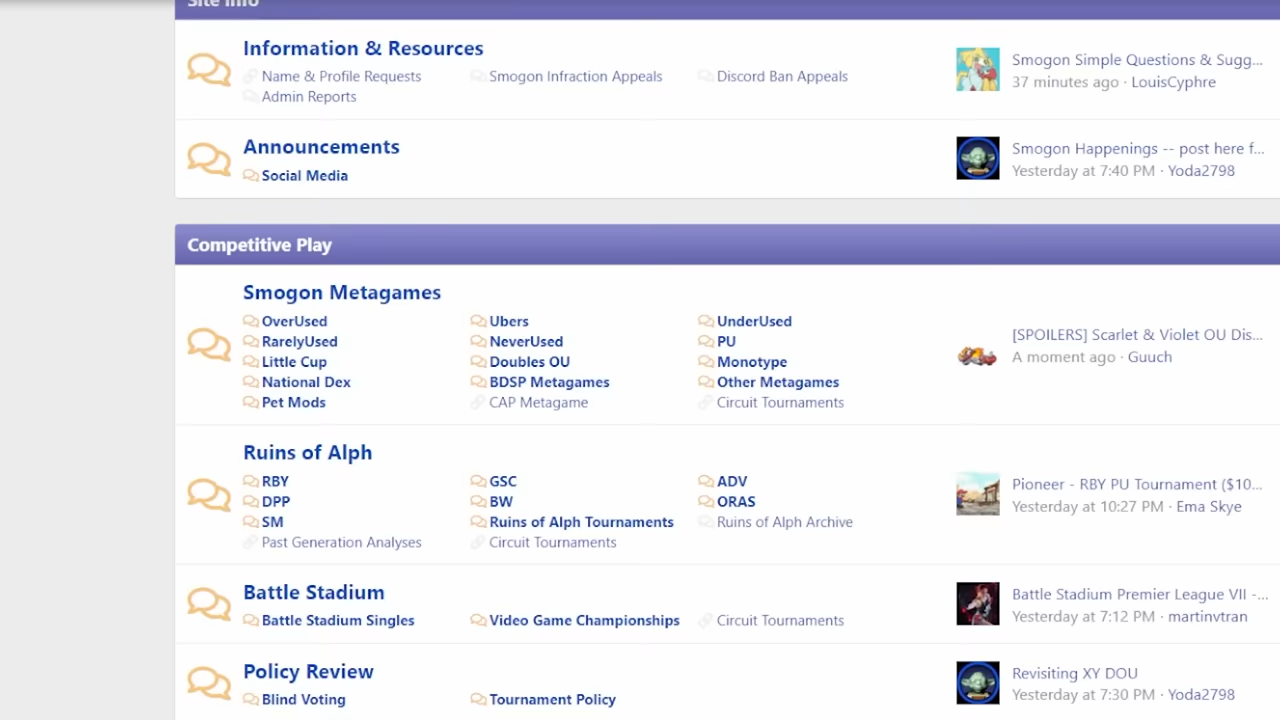 Site Info
Information & Resources
Name & Profile Requests Smogon Infraction Appeals Discord Ban Appeals
Admin Reports
Smogon Simple Questions & Sugg...
37 minutes ago · LouisCyphre
Announcements
Social Media
Smogon Happenings -- post here f...
Yesterday at 7:40 PM · Yoda2798
Competitive Play
Smogon Metagames
OverUsed Ubers UnderUsed
RarelyUsed NeverUsed PU
Little Cup Doubles OU Monotype
National Dex BDSP Metagames Other Metagames
Pet Mods CAP Metagame Circuit Tournaments
[SPOILERS] Scarlet & Violet OU Dis...
A moment ago · Guuch
Ruins of Alph
RBY GSC ADV
DPP BW ORAS
SM Ruins of Alph Tournaments Ruins of Alph Archive
Past Generation Analyses Circuit Tournaments
Pioneer - RBY PU Tournament ($10...
Yesterday at 10:27 PM · Ema Skye
Battle Stadium
Battle Stadium Singles Video Game Championships Circuit Tournaments
Battle Stadium Premier League VII -...
Yesterday at 7:12 PM · martinvtran
Policy Review
Blind Voting Tournament Policy
Revisiting XY DOU
Yesterday at 7:30 PM · Yoda2798